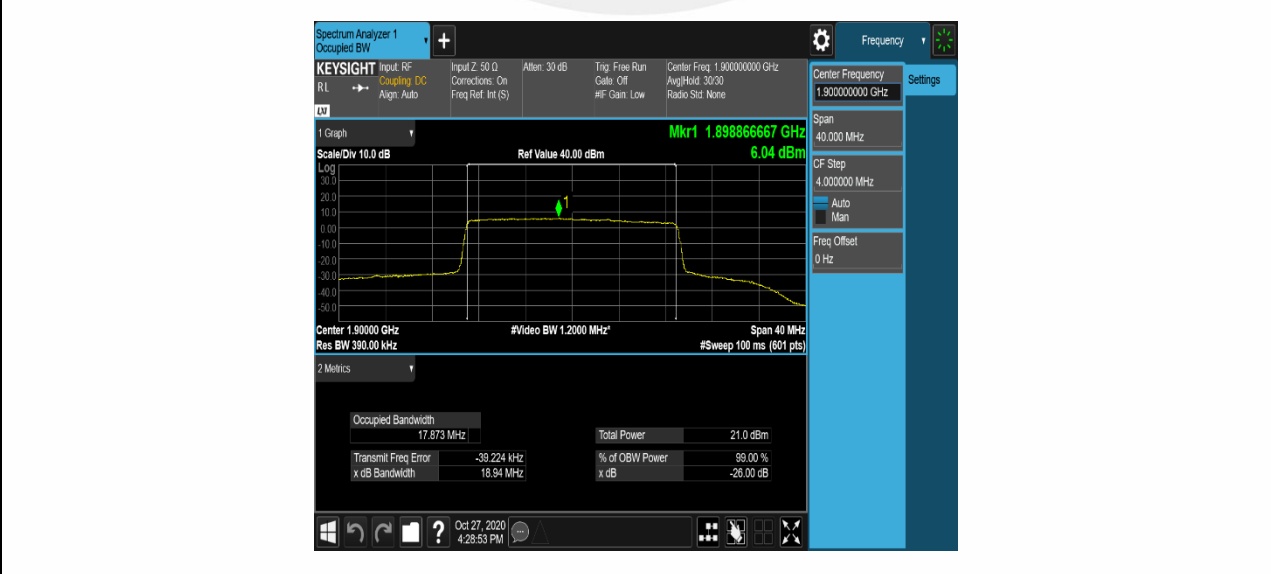 Spectrum Analyzer 1
Occupied BW
+
Frequency
KEYSIGHT
RL
LXI
Input: RF
Coupling: DC
Align: Auto
Input Z: 50 Ω
Corrections: On
Freq Ref: Int (S)
Atten: 30 dB
Trig: Free Run
Gate: Off
#IF Gain: Low
Center Freq: 1.900000000 GHz
Avg|Hold: 30/30
Radio Std: None
Center Frequency
1.900000000 GHz
Settings
Span
40.000 MHz
CF Step
4.000000 MHz
Auto
Man
Freq Offset
0 Hz
1 Graph
Mkr1 1.898866667 GHz
6.04 dBm
Scale/Div 10.0 dB
Ref Value 40.00 dBm
Log
30.0
20.0
10.0
0.00
-10.0
-20.0
-30.0
-40.0
-50.0
1
Center 1.90000 GHz
#Video BW 1.2000 MHz*
Span 40 MHz
Res BW 390.00 kHz
#Sweep 100 ms (601 pts)
2 Metrics
Occupied Bandwidth
17.873 MHz
Total Power 21.0 dBm
Transmit Freq Error -39.224 kHz
% of OBW Power 99.00 %
x dB Bandwidth 18.94 MHz
x dB -26.00 dB
?
Oct 27, 2020
4:28:53 PM